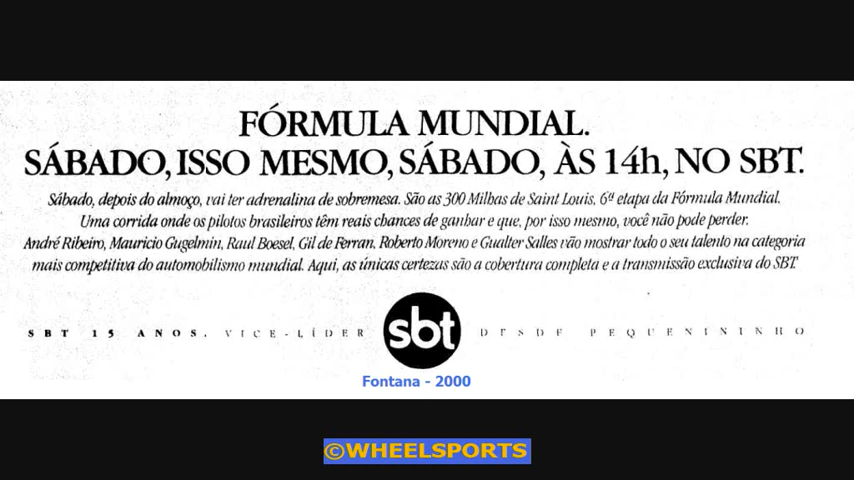 FÓRMULA MUNDIAL.
SÁBADO, ISSO MESMO, SÁBADO, ÀS 14h, NO SBT.
Sábado, depois do almoço, vai ter adrenalina de sobremesa. São as 300 Milhas de Saint Louis, 6ª etapa da Fórmula Mundial.
Uma corrida onde os pilotos brasileiros têm reais chances de ganhar e que, por isso mesmo, você não pode perder.
André Ribeiro, Mauricio Gugelmin, Raul Boesel, Gil de Ferran, Roberto Moreno e Gualter Salles vão mostrar todo o seu talento na categoria
mais competitiva do automobilismo mundial. Aqui, as únicas certezas são a cobertura completa e a transmissão exclusiva do SBT.
SBT 15 ANOS. VICE-LÍDER sbt DESDE PEQUENININHO
Fontana - 2000
©WHEELSPORTS